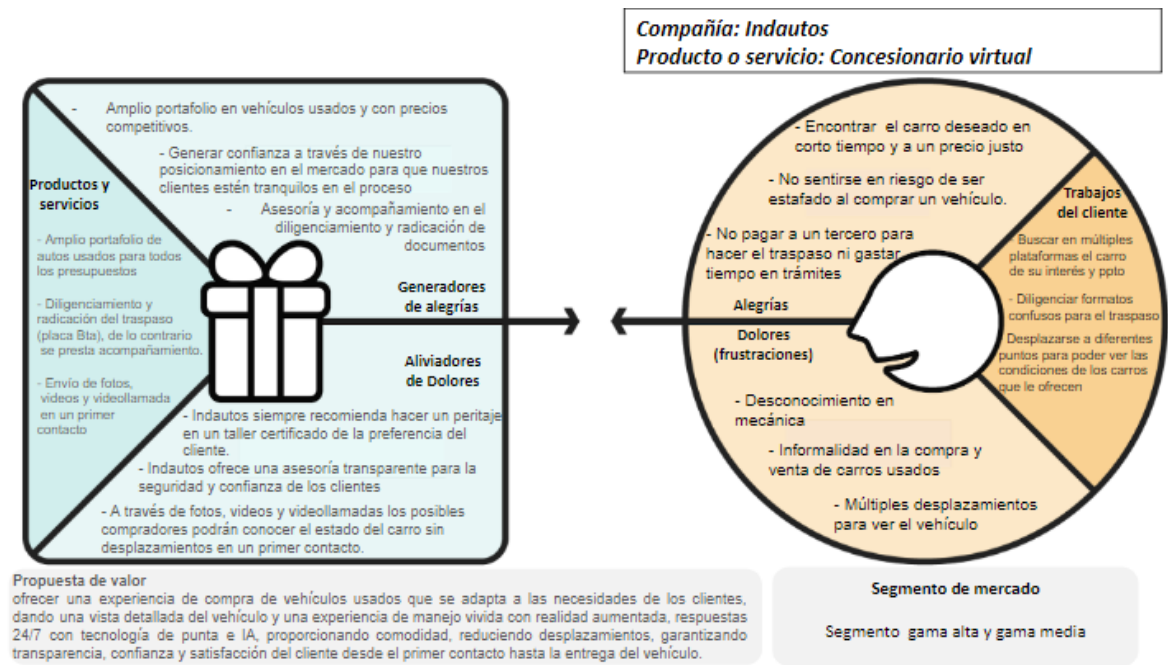 Compañía: Indautos
Producto o servicio: Concesionario virtual
- Amplio portafolio en vehículos usados y con precios
competitivos.
- Generar confianza a través de nuestro
posicionamiento en el mercado para que nuestros
clientes estén tranquilos en el proceso
- Asesoría y acompañamiento en el
diligenciamiento y radicación de
documentos
Generadores
de alegrías
Productos y
servicios
- Amplio portafolio de
autos usados para todos
los presupuestos
- Diligenciamiento y
radicación del traspaso
(placa Bta), de lo contrario
se presta acompañamiento.
- Envío de fotos,
videos y videollamada
en un primer
contacto
Aliviadores
de Dolores
- Indautos siempre recomienda hacer un peritaje
en un taller certificado de la preferencia del
cliente.
- Indautos ofrece una asesoría transparente para la
seguridad y confianza de los clientes
- A través de fotos, videos y videollamadas los posibles
compradores podrán conocer el estado del carro sin
desplazamientos en un primer contacto.
- Encontrar el carro deseado en
corto tiempo y a un precio justo
- No sentirse en riesgo de ser
estafado al comprar un vehículo.
- No pagar a un tercero para
hacer el traspaso ni gastar
tiempo en trámites
Alegrías
Dolores
(frustraciones)
- Desconocimiento en
mecánica
- Informalidad en la compra y
venta de carros usados
- Múltiples desplazamientos
para ver el vehículo
Trabajos
del cliente
- Buscar en múltiples
plataformas el carro
de su interés y ppto
- Diligenciar formatos
confusos para el traspaso
- Desplazarse a diferentes
puntos para poder ver las
condiciones de los carros
que le ofrecen
Propuesta de valor
ofrecer una experiencia de compra de vehículos usados que se adapta a las necesidades de los clientes,
dando una vista detallada del vehículo y una experiencia de manejo vivida con realidad aumentada, respuestas
24/7 con tecnología de punta e IA, proporcionando comodidad, reduciendo desplazamientos, garantizando
transparencia, confianza y satisfacción del cliente desde el primer contacto hasta la entrega del vehículo.
Segmento de mercado
Segmento gama alta y gama media